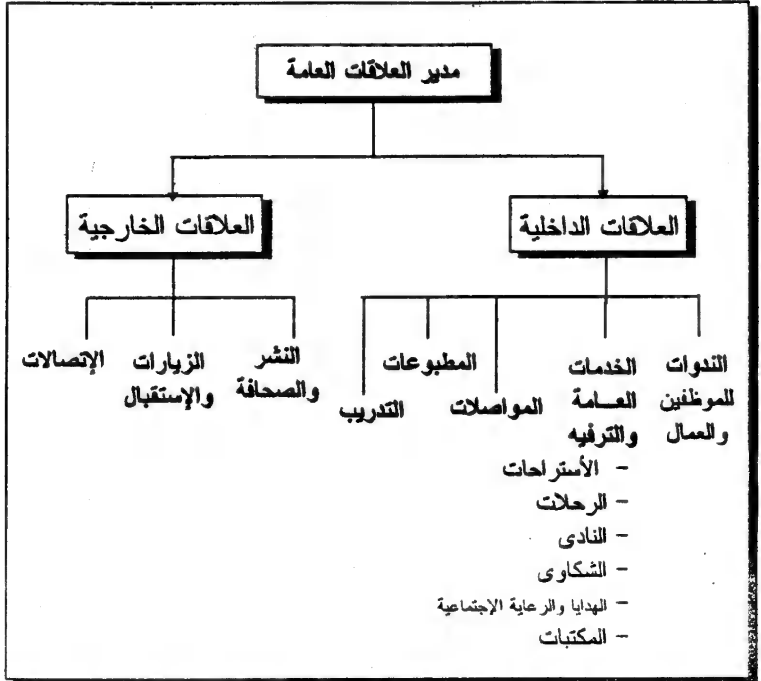 مدير العلاقات العامة
العلاقات الداخلية
العلاقات الخارجية
الندوات
للموظفين
والعمال
الخدمات
العـــامة
والترفيه
المواصلات
المطبوعات
التدريب
النشر
والصحافة
الزيارات
والإستقبال
الإتصالات
- الأستراحات
- الرحلات
- النادى
- الشكاوى
- الهدايا والرعاية الإجتماعية
- المكتبات